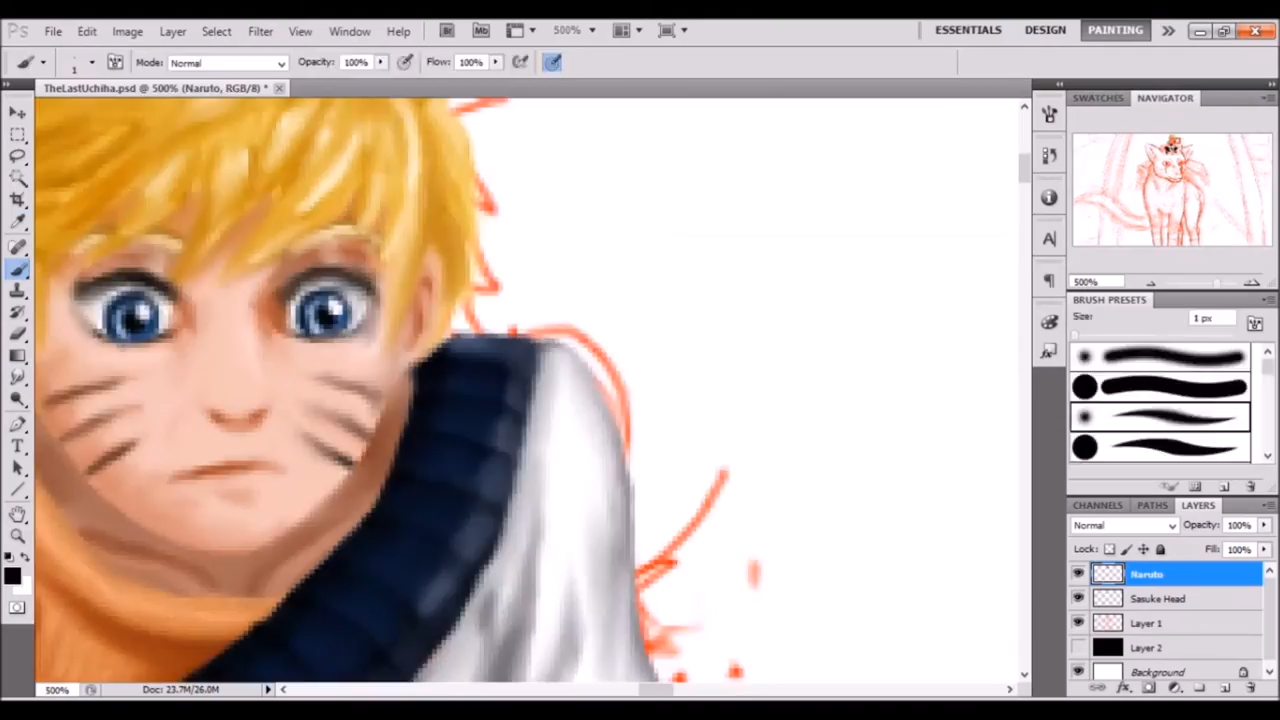 Ps File Edit Image Layer Select Filter View Window Help Br Mb 500% ESSENTIALS DESIGN PAINTING
1 Mode: Normal Opacity: 100% Flow: 100%
TheLastUchiha.psd @ 500% (Naruto, RGB/8) *
SWATCHES NAVIGATOR
500%
BRUSH PRESETS
Size: 1 px
CHANNELS PATHS LAYERS
Normal Opacity: 100%
Lock: Fill: 100%
Naruto
Sasuke Head
Layer 1
Layer 2
Background
500% Doc: 23.7M/26.0M